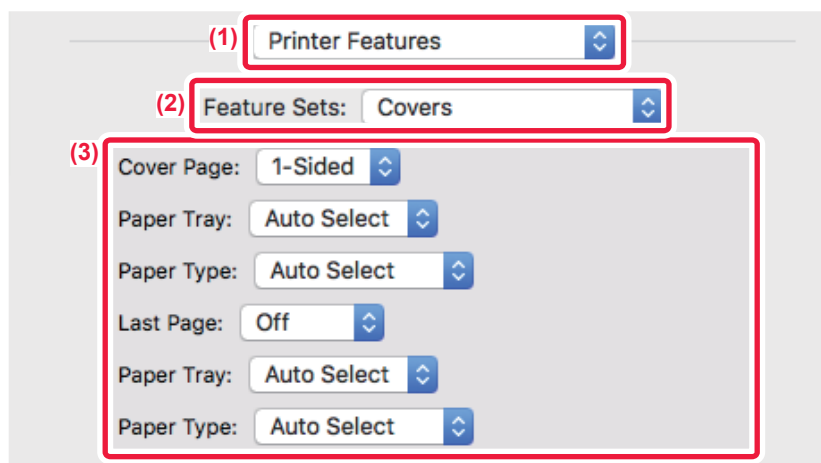 (1) Printer Features
(2) Feature Sets: Covers
(3)
Cover Page: 1-Sided
Paper Tray: Auto Select
Paper Type: Auto Select
Last Page: Off
Paper Tray: Auto Select
Paper Type: Auto Select